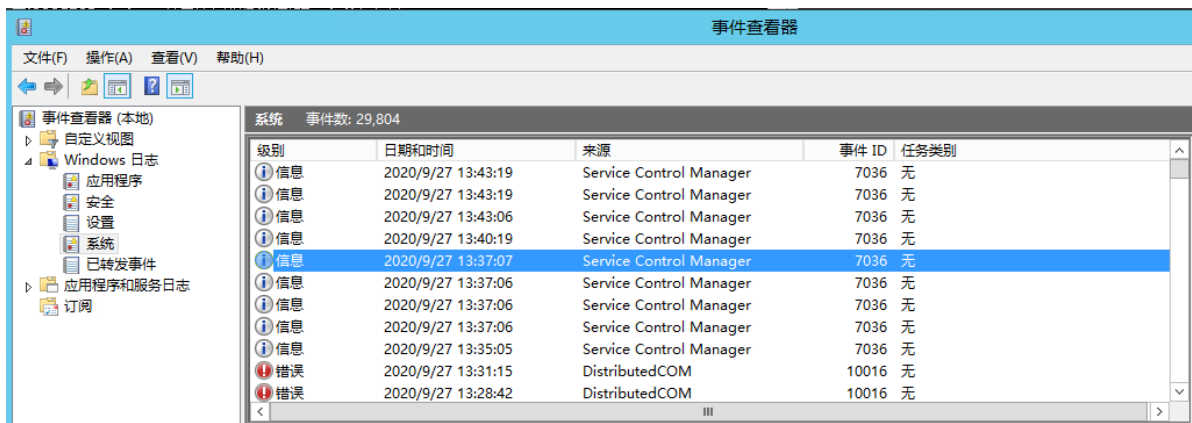 事件查看器
文件(F) 操作(A) 查看(V) 帮助(H)
事件查看器 (本地)
自定义视图
Windows 日志
应用程序
安全
设置
系统
已转发事件
应用程序和服务日志
订阅
系统 事件数: 29,804
级别 日期和时间 来源 事件 ID 任务类别
信息 2020/9/27 13:43:19 Service Control Manager 7036 无
信息 2020/9/27 13:43:19 Service Control Manager 7036 无
信息 2020/9/27 13:43:06 Service Control Manager 7036 无
信息 2020/9/27 13:40:19 Service Control Manager 7036 无
信息 2020/9/27 13:37:07 Service Control Manager 7036 无
信息 2020/9/27 13:37:06 Service Control Manager 7036 无
信息 2020/9/27 13:37:06 Service Control Manager 7036 无
信息 2020/9/27 13:37:06 Service Control Manager 7036 无
信息 2020/9/27 13:35:05 Service Control Manager 7036 无
错误 2020/9/27 13:31:15 DistributedCOM 10016 无
错误 2020/9/27 13:28:42 DistributedCOM 10016 无